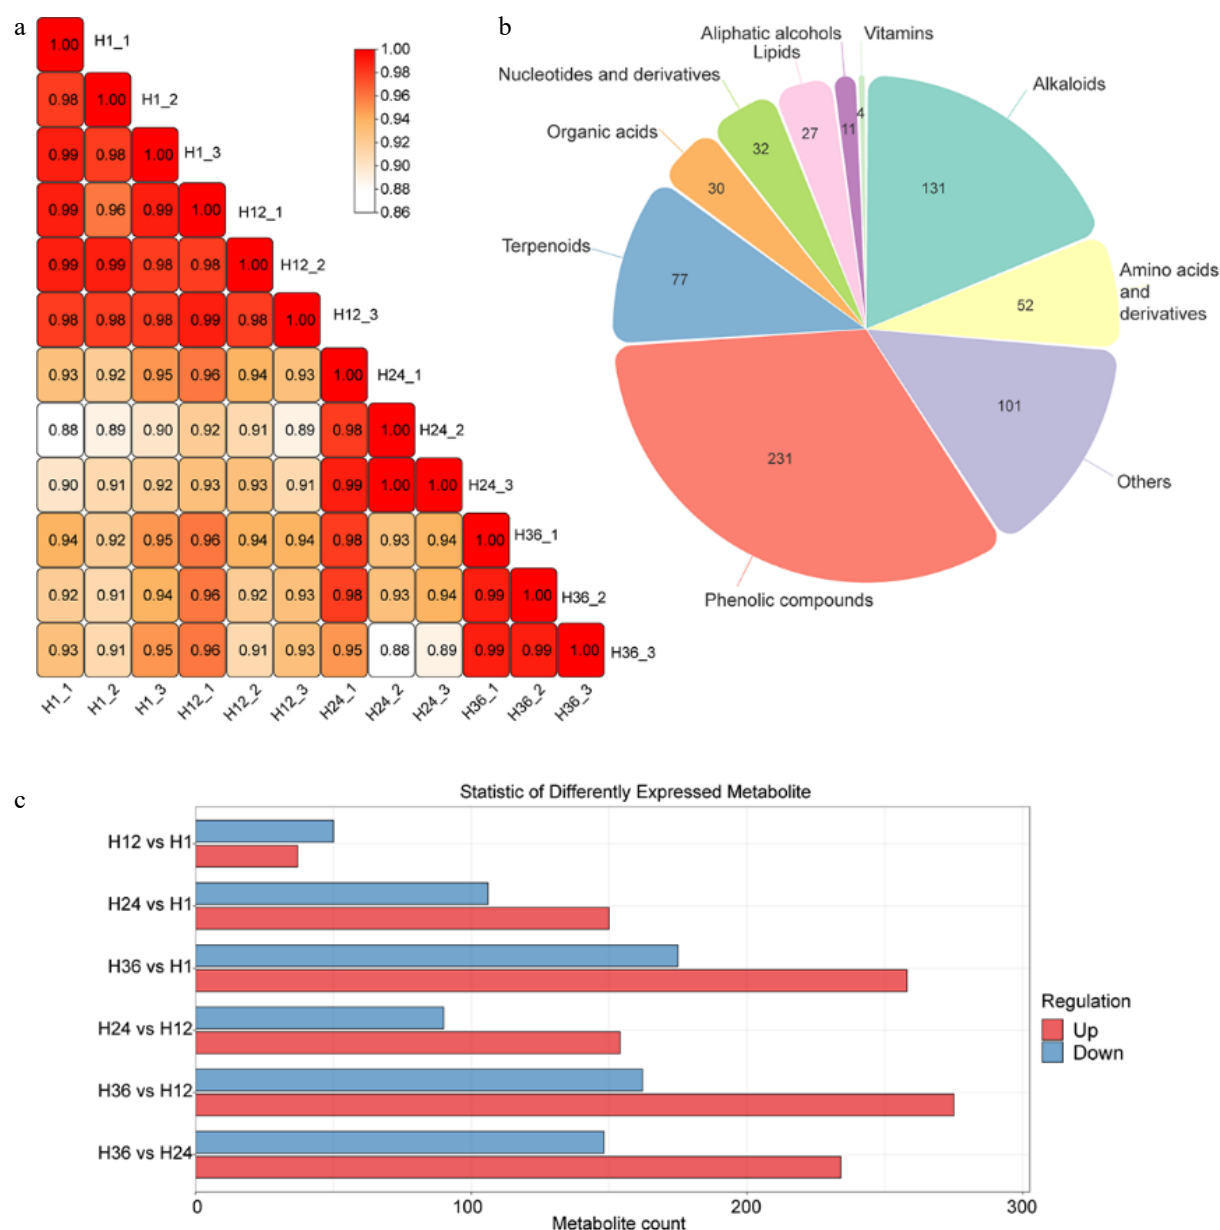 a
1.00 H1_1
0.98 1.00 H1_2
0.99 0.98 1.00 H1_3
0.99 0.96 0.99 1.00 H12_1
0.99 0.99 0.98 0.98 1.00 H12_2
0.98 0.98 0.98 0.99 0.98 1.00 H12_3
0.93 0.92 0.95 0.96 0.94 0.93 1.00 H24_1
0.88 0.89 0.90 0.92 0.91 0.89 0.98 1.00 H24_2
0.90 0.91 0.92 0.93 0.93 0.91 0.99 1.00 1.00 H24_3
0.94 0.92 0.95 0.96 0.94 0.94 0.98 0.93 0.94 1.00 H36_1
0.92 0.91 0.94 0.96 0.92 0.93 0.98 0.93 0.94 0.99 1.00 H36_2
0.93 0.91 0.95 0.96 0.91 0.93 0.95 0.88 0.89 0.99 0.99 1.00 H36_3
H1_1 H1_2 H1_3 H12_1 H12_2 H12_3 H24_1 H24_2 H24_3 H36_1 H36_2 H36_3
1.00
0.98
0.96
0.94
0.92
0.90
0.88
0.86
b
Aliphatic alcohols
Vitamins
Lipids
Nucleotides and derivatives
Alkaloids
Organic acids
4
11
27
32
30
131
Terpenoids
77
Amino acids
and
derivatives
52
101
231
Others
Phenolic compounds
c
Statistic of Differently Expressed Metabolite
H12 vs H1
H24 vs H1
H36 vs H1
H24 vs H12
H36 vs H12
H36 vs H24
0 100 200 300
Metabolite count
Regulation
Up
Down